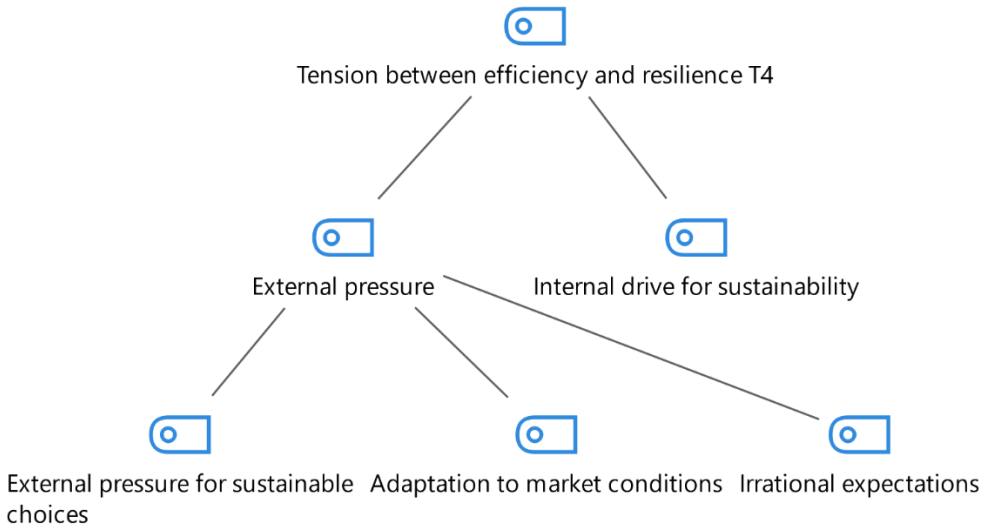 Tension between efficiency and resilience T4
External pressure
Internal drive for sustainability
External pressure for sustainable
choices
Adaptation to market conditions
Irrational expectations